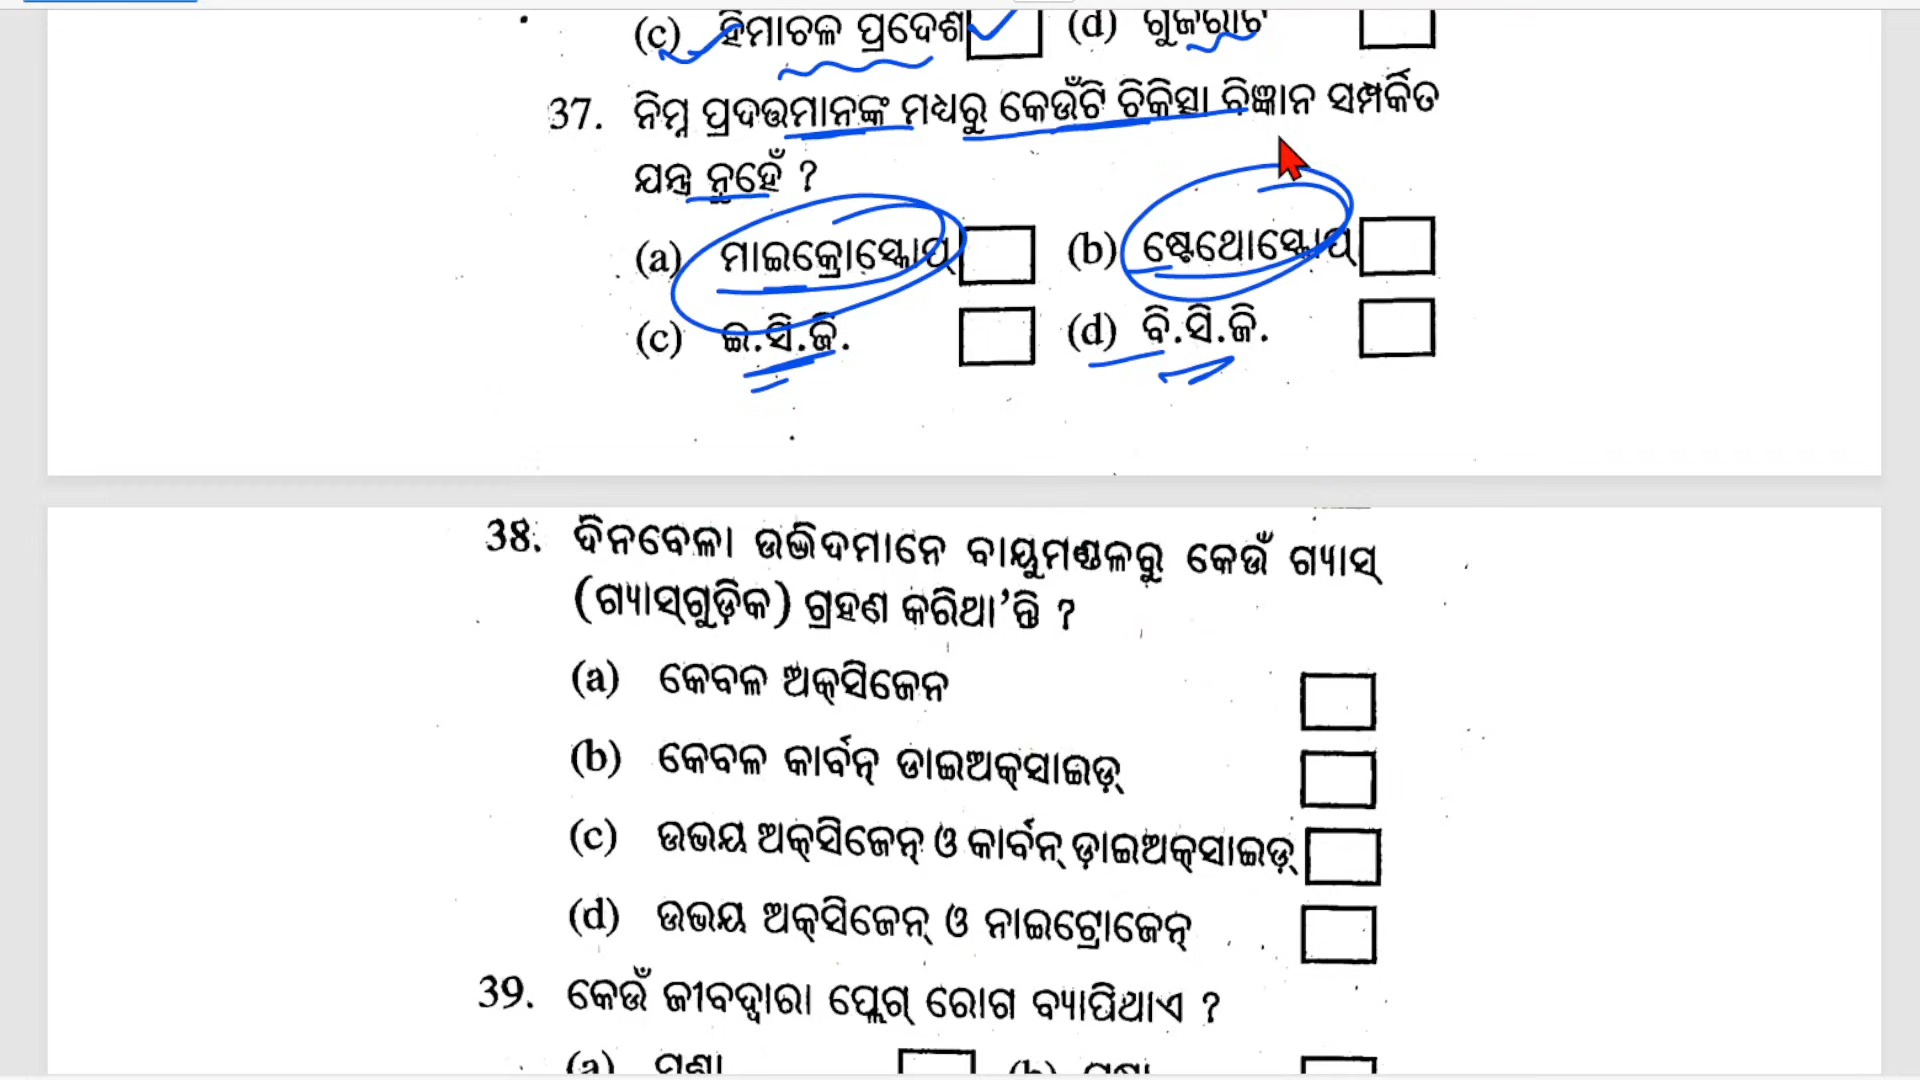 (c) ହିମାଚଳ ପ୍ରଦେଶ (d) ଗୁଜରାଟ
37. ନିମ୍ନ ପ୍ରଦତ୍ତମାନଙ୍କ ମଧ୍ୟରୁ କେଉଁଟି ଚିକିତ୍ସା ବିଜ୍ଞାନ ସମ୍ପର୍କିତ
ଯନ୍ତ୍ର ନୁହେଁ ?
(a) ମାଇକ୍ରୋସ୍କୋପ୍ (b) ଷ୍ଟେଥୋସ୍କୋପ୍
(c) ଇ.ସି.ଜି. (d) ବି.ସି.ଜି.
38. ଦିନବେଳା ଉଦ୍ଭିଦମାନେ ବାୟୁମଣ୍ଡଳରୁ କେଉଁ ଗ୍ୟାସ୍
(ଗ୍ୟାସ୍‌ଗୁଡ଼ିକ) ଗ୍ରହଣ କରିଥା'ନ୍ତି ?
(a) କେବଳ ଅକ୍‌ସିଜେନ
(b) କେବଳ କାର୍ବନ୍ ଡାଇଅକ୍‌ସାଇଡ଼୍
(c) ଉଭୟ ଅକ୍‌ସିଜେନ୍ ଓ କାର୍ବନ୍ ଡ଼ାଇଅକ୍‌ସାଇଡ଼୍
(d) ଉଭୟ ଅକ୍‌ସିଜେନ୍ ଓ ନାଇଟ୍ରୋଜେନ୍
39. କେଉଁ ଜୀବଦ୍ୱାରା ପ୍ଲେଗ୍ ରୋଗ ବ୍ୟାପିଥାଏ ?
(a) (b)